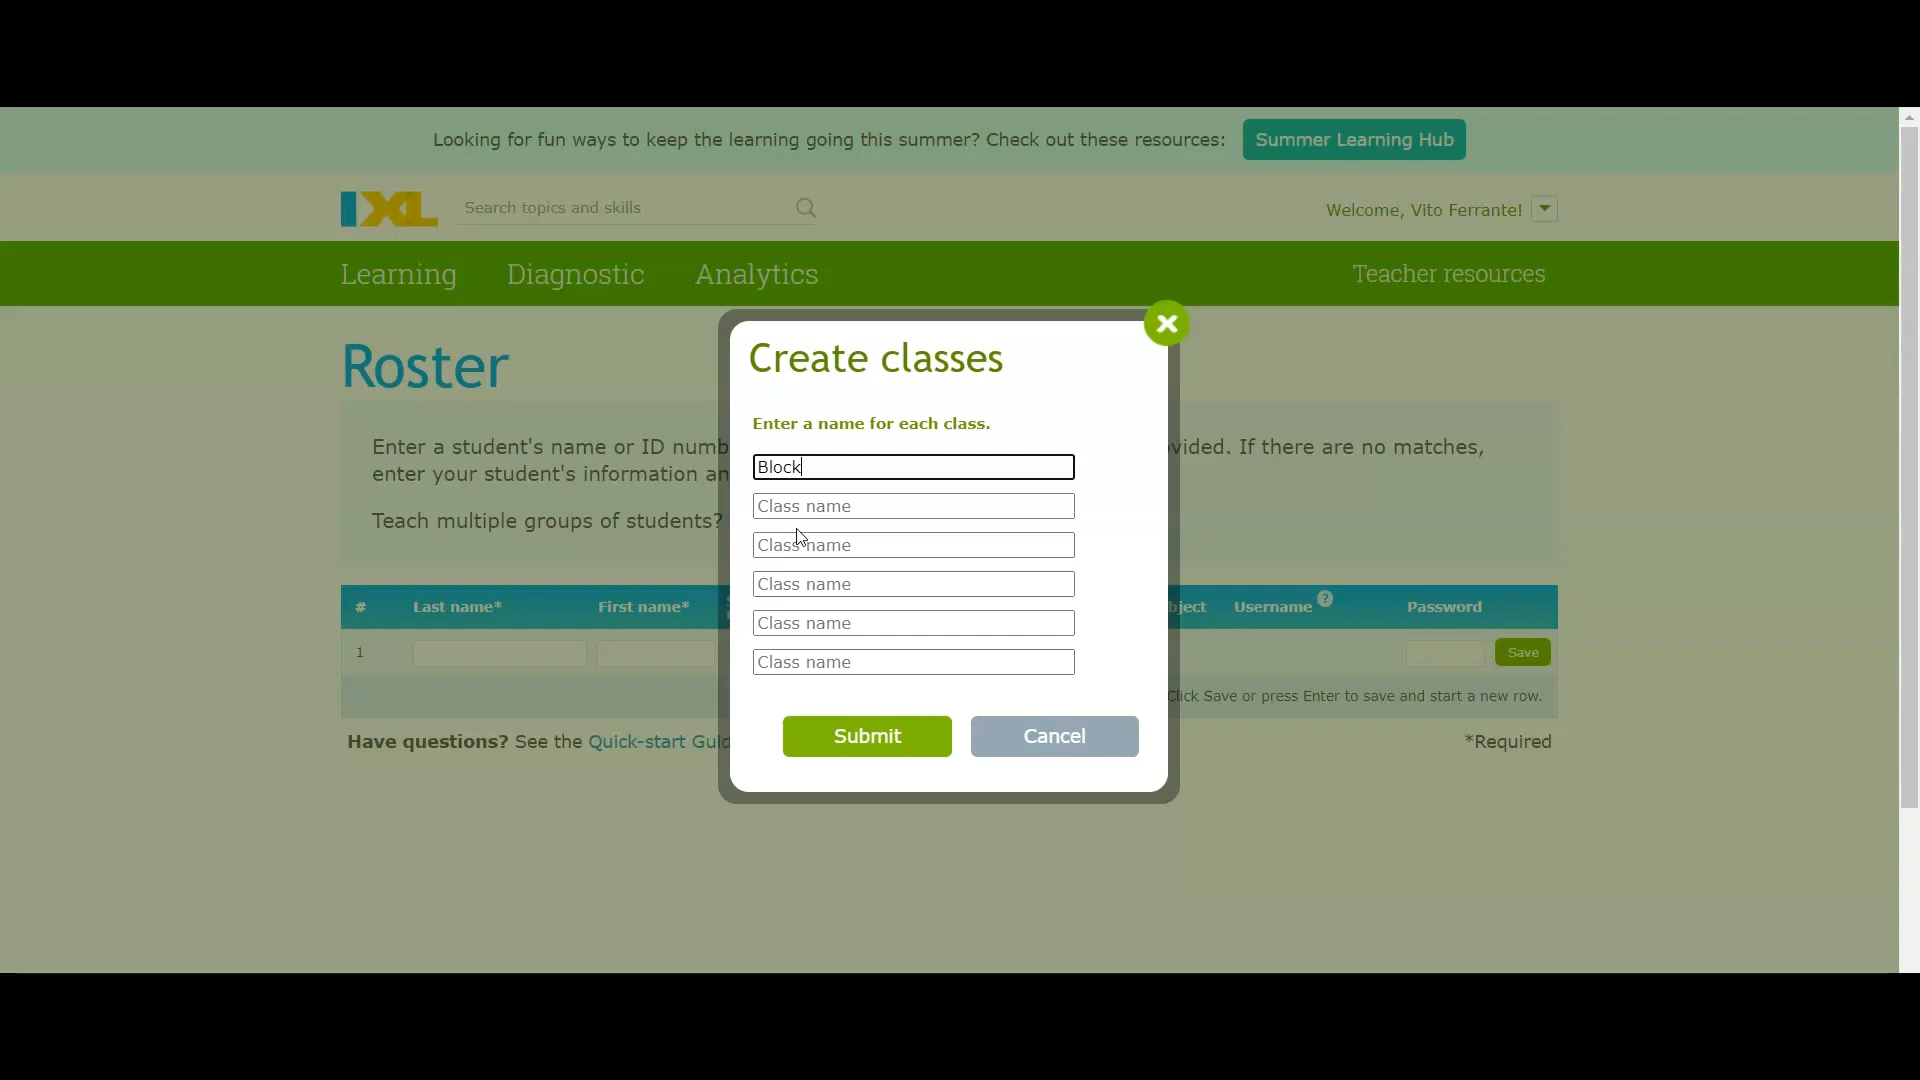 Looking for fun ways to keep the learning going this summer? Check out these resources: Summer Learning Hub
IXL Search topics and skills Welcome, Vito Ferrante!
Learning Diagnostic Analytics Teacher resources
Roster
Enter a student's name or ID numb
vided. If there are no matches,
enter your student's information an
Teach multiple groups of students?
Create classes
Enter a name for each class.
Block
Class name
Class name
Class name
Class name
Class name
Submit Cancel
# Last name* First name* bject Username ? Password
1 Save
Click Save or press Enter to save and start a new row.
Have questions? See the Quick-start Guid
*Required